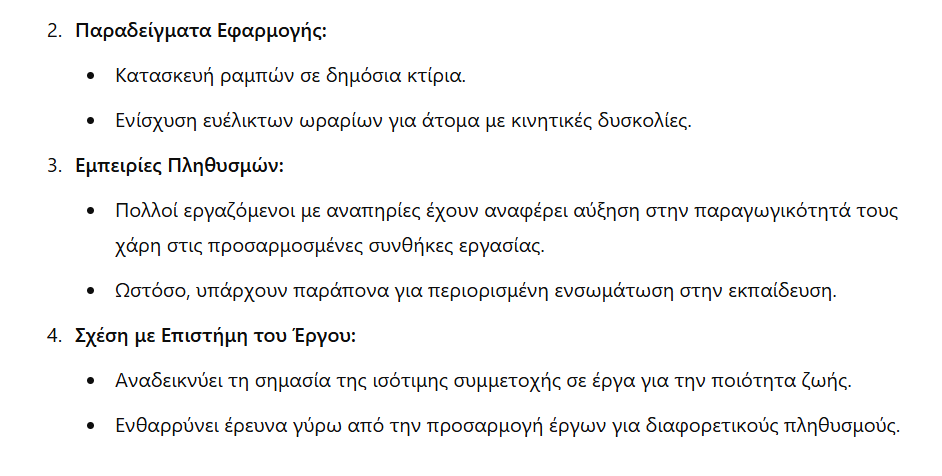 2. Παραδείγματα Εφαρμογής:
• Κατασκευή ραμπών σε δημόσια κτίρια.
• Ενίσχυση ευέλικτων ωραρίων για άτομα με κινητικές δυσκολίες.
3. Εμπειρίες Πληθυσμών:
• Πολλοί εργαζόμενοι με αναπηρίες έχουν αναφέρει αύξηση στην παραγωγικότητά τους
χάρη στις προσαρμοσμένες συνθήκες εργασίας.
• Ωστόσο, υπάρχουν παράπονα για περιορισμένη ενσωμάτωση στην εκπαίδευση.
4. Σχέση με Επιστήμη του Έργου:
• Αναδεικνύει τη σημασία της ισότιμης συμμετοχής σε έργα για την ποιότητα ζωής.
• Ενθαρρύνει έρευνα γύρω από την προσαρμογή έργων για διαφορετικούς πληθυσμούς.